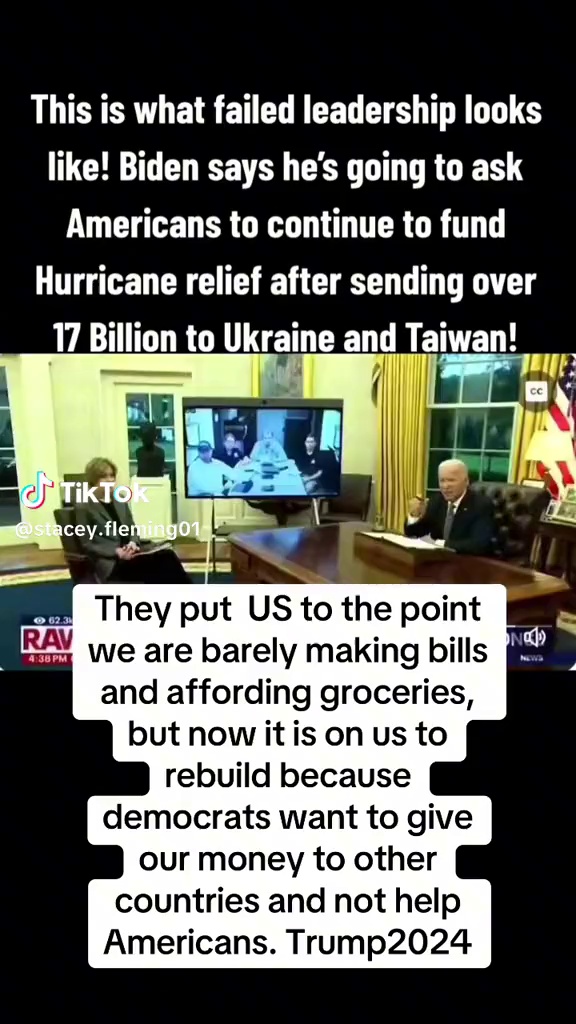 This is what failed leadership looks
like! Biden says he's going to ask
Americans to continue to fund
Hurricane relief after sending over
17 Billion to Ukraine and Taiwan!
CC
TikTok
@stacey.fleming01
62.3
RAV
4:38 PM
NEWS
They put US to the point
we are barely making bills
and affording groceries,
but now it is on us to
rebuild because
democrats want to give
our money to other
countries and not help
Americans. Trump2024